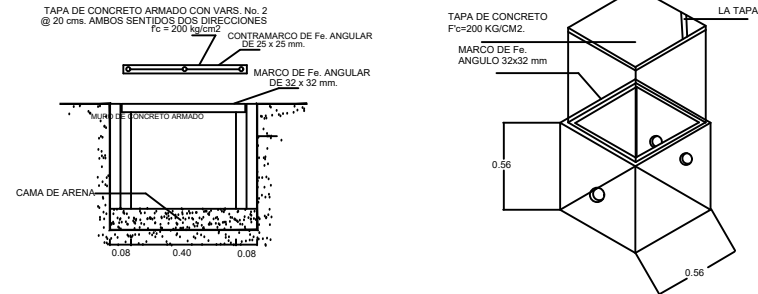 TAPA DE CONCRETO ARMADO CON VARS. No. 2
@ 20 cms. AMBOS SENTIDOS DOS DIRECCIONES
f'c = 200 kg/cm2
CONTRAMARCO DE Fe. ANGULAR
DE 25 x 25 mm.
MARCO DE Fe. ANGULAR
DE 32 x 32 mm.
MURO DE CONCRETO ARMADO
CAMA DE ARENA
0.08
0.40
0.08
LA TAPA
TAPA DE CONCRETO
F'c=200 KG/CM2.
MARCO DE Fe.
ANGULO 32x32 mm
0.56
0.56